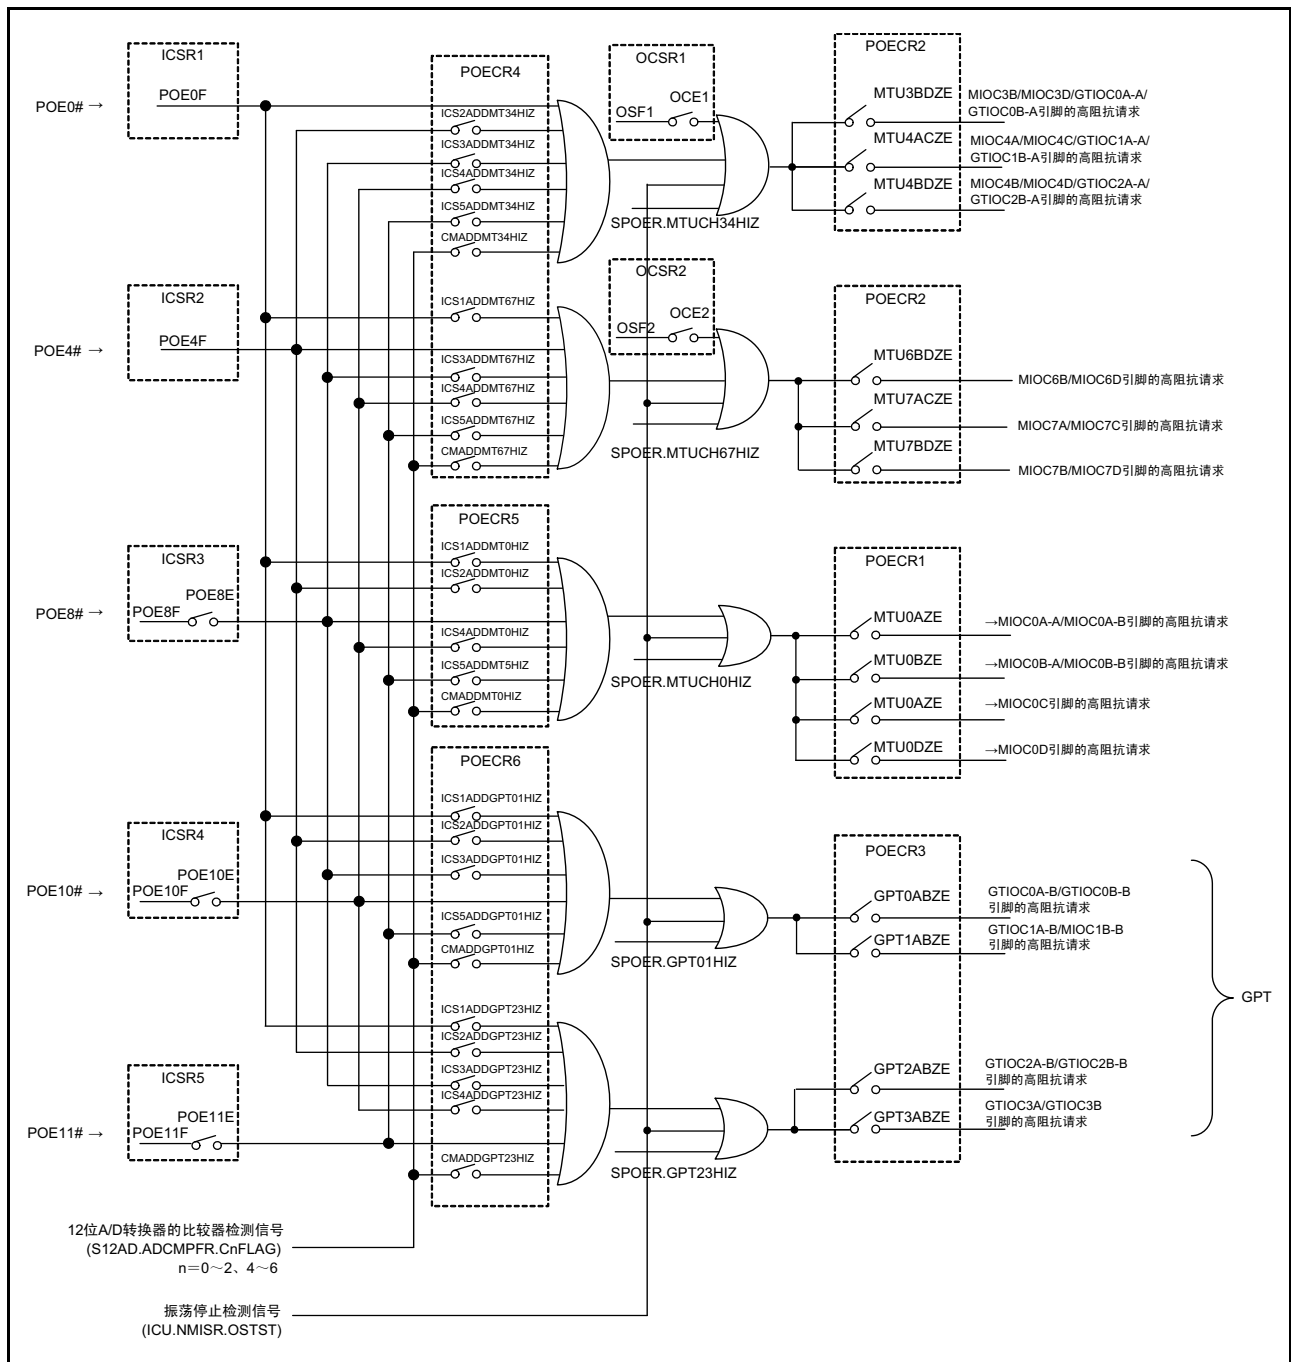 ICSR1
POE0#
→
POE0F
POECR4
ICS2ADDMT34HIZ
ICS3ADDMT34HIZ
ICS4ADDMT34HIZ
ICS5ADDMT34HIZ
CMADDMT34HIZ
OCSR1
OCE1
OSF1
SPOER.MTUCH34HIZ
POECR2
MTU3BDZE
MIOC3B/MIOC3D/GTIOC0A-A/
GTIOC0B-A引脚的高阻抗请求
MTU4ACZE
MIOC4A/MIOC4C/GTIOC1A-A/
GTIOC1B-A引脚的高阻抗请求
MTU4BDZE
MIOC4B/MIOC4D/GTIOC2A-A/
GTIOC2B-A引脚的高阻抗请求
ICSR2
POE4#
→
POE4F
ICS1ADDMT67HIZ
ICS3ADDMT67HIZ
ICS4ADDMT67HIZ
ICS5ADDMT67HIZ
CMADDMT67HIZ
OCSR2
OCE2
OSF2
SPOER.MTUCH67HIZ
POECR2
MTU6BDZE
MIOC6B/MIOC6D引脚的高阻抗请求
MTU7ACZE
MIOC7A/MIOC7C引脚的高阻抗请求
MTU7BDZE
MIOC7B/MIOC7D引脚的高阻抗请求
ICSR3
POE8#
→
POE8E
POE8F
POECR5
ICS1ADDMT0HIZ
ICS2ADDMT0HIZ
ICS4ADDMT0HIZ
ICS5ADDMT5HIZ
CMADDMT0HIZ
SPOER.MTUCH0HIZ
POECR1
MTU0AZE
→MIOC0A-A/MIOC0A-B引脚的高阻抗请求
MTU0BZE
→MIOC0B-A/MIOC0B-B引脚的高阻抗请求
MTU0AZE
→MIOC0C引脚的高阻抗请求
MTU0DZE
→MIOC0D引脚的高阻抗请求
ICSR4
POE10#
→
POE10E
POE10F
POECR6
ICS1ADDGPT01HIZ
ICS2ADDGPT01HIZ
ICS3ADDGPT01HIZ
ICS5ADDGPT01HIZ
CMADDGPT01HIZ
SPOER.GPT01HIZ
POECR3
GPT0ABZE
GTIOC0A-B/GTIOC0B-B
引脚的高阻抗请求
GPT1ABZE
GTIOC1A-B/MIOC1B-B
引脚的高阻抗请求
GPT
ICSR5
POE11#
→
POE11E
POE11F
ICS1ADDGPT23HIZ
ICS2ADDGPT23HIZ
ICS3ADDGPT23HIZ
ICS4ADDGPT23HIZ
CMADDGPT23HIZ
SPOER.GPT23HIZ
GPT2ABZE
GTIOC2A-B/GTIOC2B-B
引脚的高阻抗请求
GPT3ABZE
GTIOC3A/GTIOC3B
引脚的高阻抗请求
12位A/D转换器的比较器检测信号
(S12AD.ADCMPFR.CnFLAG)
n＝0～2、4～6
振荡停止检测信号
(ICU.NMISR.OSTST)